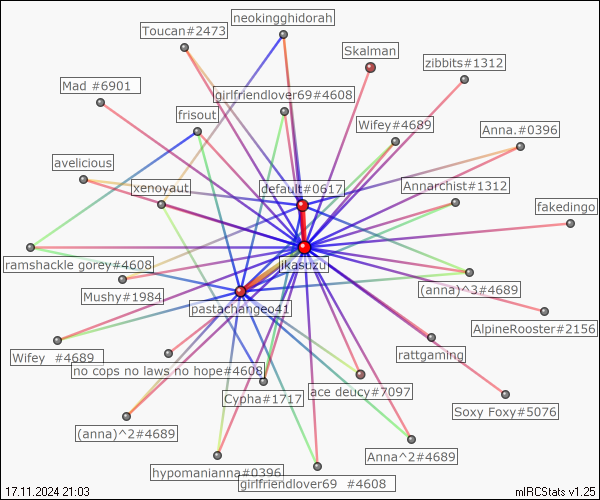 neokingghidorah
Toucan#2473
Skalman
zibbits#1312
Mad #6901
girlfriendlover69#4608
frisout
Wifey#4689
Anna.#0396
avelicious
xenoyaut
default#0617
Annarchist#1312
fakedingo
ramshackle gorey#4608
jikasuzu
(anna)^3#4689
Mushy#1984
pastachangeo41
AlpineRooster#2156
Wifey #4689
no cops no laws no hope#4608
rattgaming
Cypha#1717
ace deucy#7097
Soxy Foxy#5076
(anna)^2#4689
Anna^2#4689
hypomanianna#0396
girlfriendlover69 #4608
17.11.2024 21:03
mIRCStats v1.25